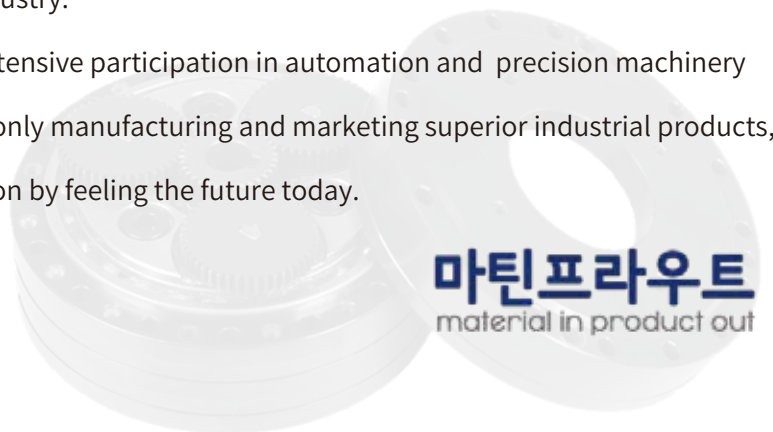 ustry.
tensive participation in automation and precision machinery
only manufacturing and marketing superior industrial products,
on by feeling the future today.
마틴프라우트
material in product out